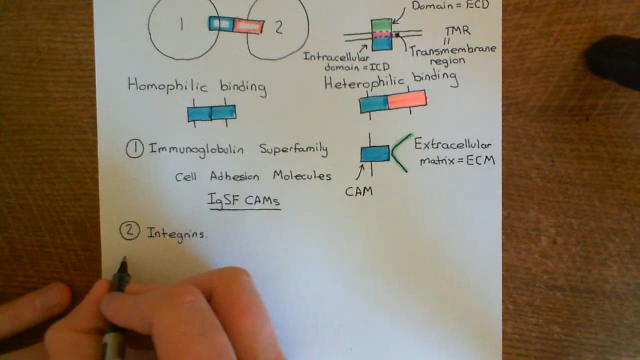 1
2
Domain = ECD
TMR
=
Transmembrane
region
Intracellular
domain = ICD
Homophilic binding
Heterophilic binding
1 Immunoglobulin Superfamily
Cell Adhesion Molecules
IgSF CAMs
Extracellular
matrix = ECM
CAM
2 Integrins.